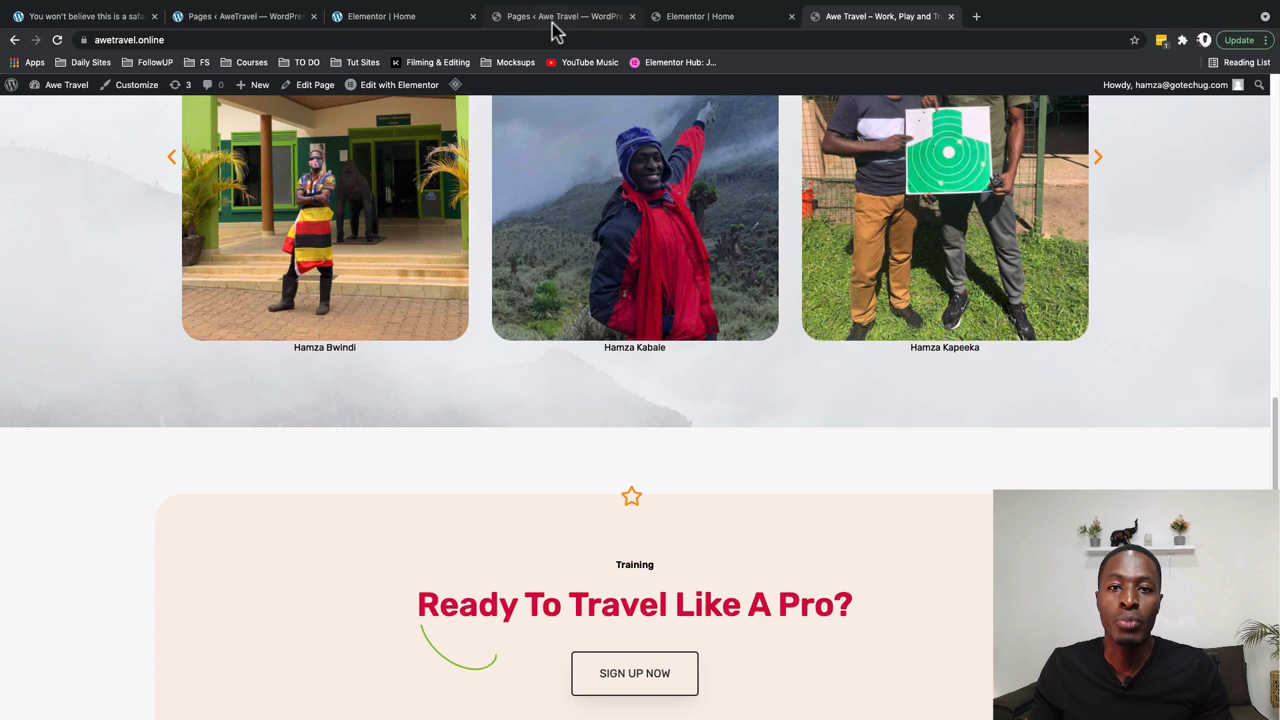 You won't believe this is a safa
Pages ‹ AweTravel — WordPres
Elementor | Home
Pages ‹ Awe Travel — WordPre
Elementor | Home
Awe Travel – Work, Play and Tr
awetravel.online
1
Update
Apps
Daily Sites
FollowUP
FS
Courses
TO DO
Tut Sites
Filming & Editing
Mockups
YouTube Music
Elementor Hub: J...
Reading List
Awe Travel
Customize
3
0
New
Edit Page
Edit with Elementor
Howdy, hamza@gotechug.com
Hamza Bwindi
Hamza Kabale
Hamza Kapeeka
Training
Ready To Travel Like A Pro?
SIGN UP NOW